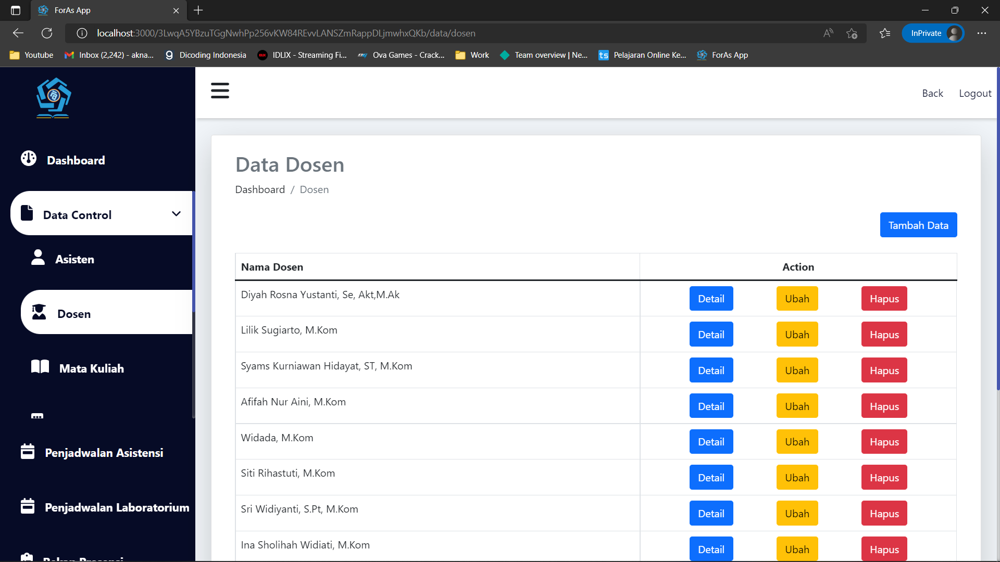 ForAs App
localhost:3000/3LwqA5YBzuTGgNwhPp256vKW84REvvLANSZmRappDLjmwhxQKb/data/dosen
InPrivate
Youtube
Inbox (2,242) - akna...
Dicoding Indonesia
IDLIX - Streaming Fi...
Ova Games - Crack...
Work
Team overview | Ne...
Pelajaran Online Ke...
ForAs App
Back
Logout
Dashboard
Data Control
Asisten
Dosen
Mata Kuliah
Penjadwalan Asistensi
Penjadwalan Laboratorium
Data Dosen
Dashboard / Dosen
Tambah Data
Nama Dosen Action
Diyah Rosna Yustanti, Se, Akt,M.Ak Detail Ubah Hapus
Lilik Sugiarto, M.Kom Detail Ubah Hapus
Syams Kurniawan Hidayat, ST, M.Kom Detail Ubah Hapus
Afifah Nur Aini, M.Kom Detail Ubah Hapus
Widada, M.Kom Detail Ubah Hapus
Siti Rihastuti, M.Kom Detail Ubah Hapus
Sri Widiyanti, S.Pt, M.Kom Detail Ubah Hapus
Ina Sholihah Widiati, M.Kom Detail Ubah Hapus